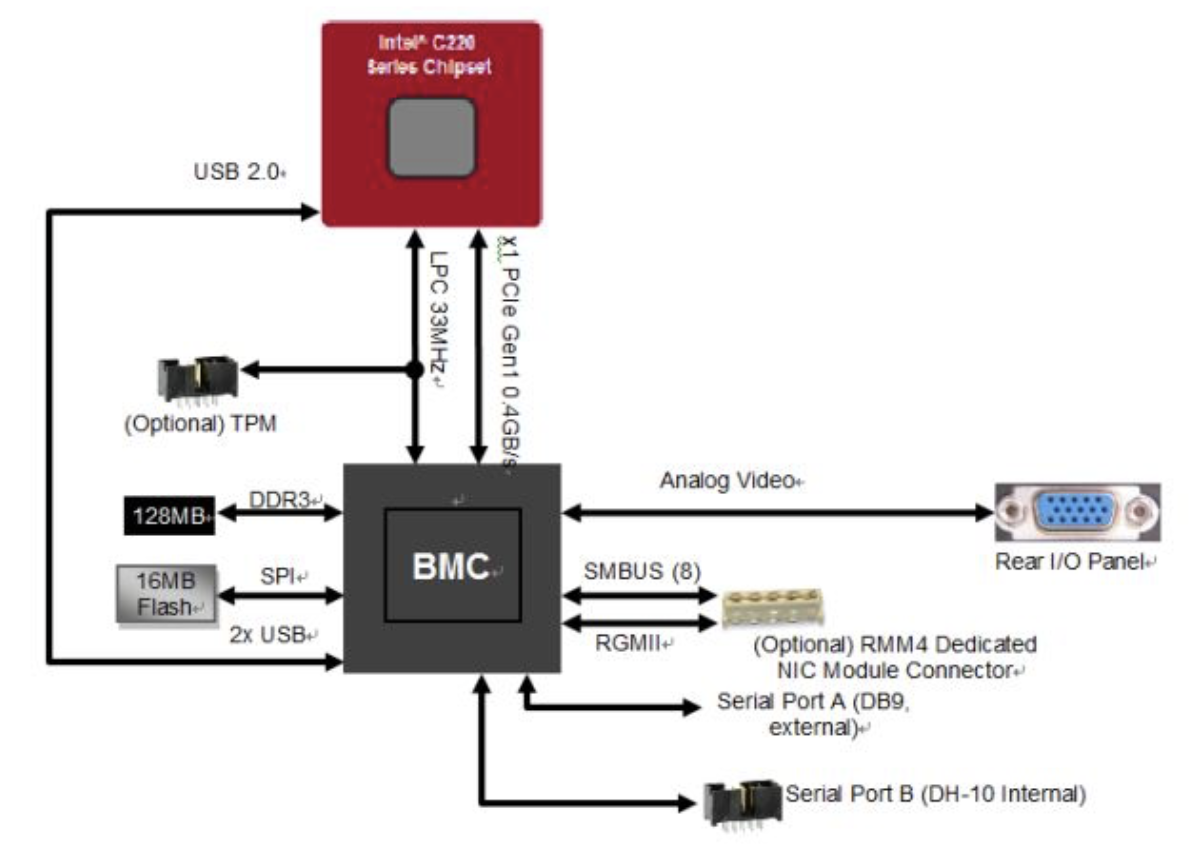 Intel® C220
Series Chipset
USB 2.0
LPC 33MHz
x1 PCIe Gen1 0.4GB/s
(Optional) TPM
Analog Video
DDR3
128MB
BMC
Rear I/O Panel
SPI
16MB
Flash
SMBUS (8)
2x USB
RGMII
(Optional) RMM4 Dedicated
NIC Module Connector
Serial Port A (DB9,
external)
Serial Port B (DH-10 Internal)